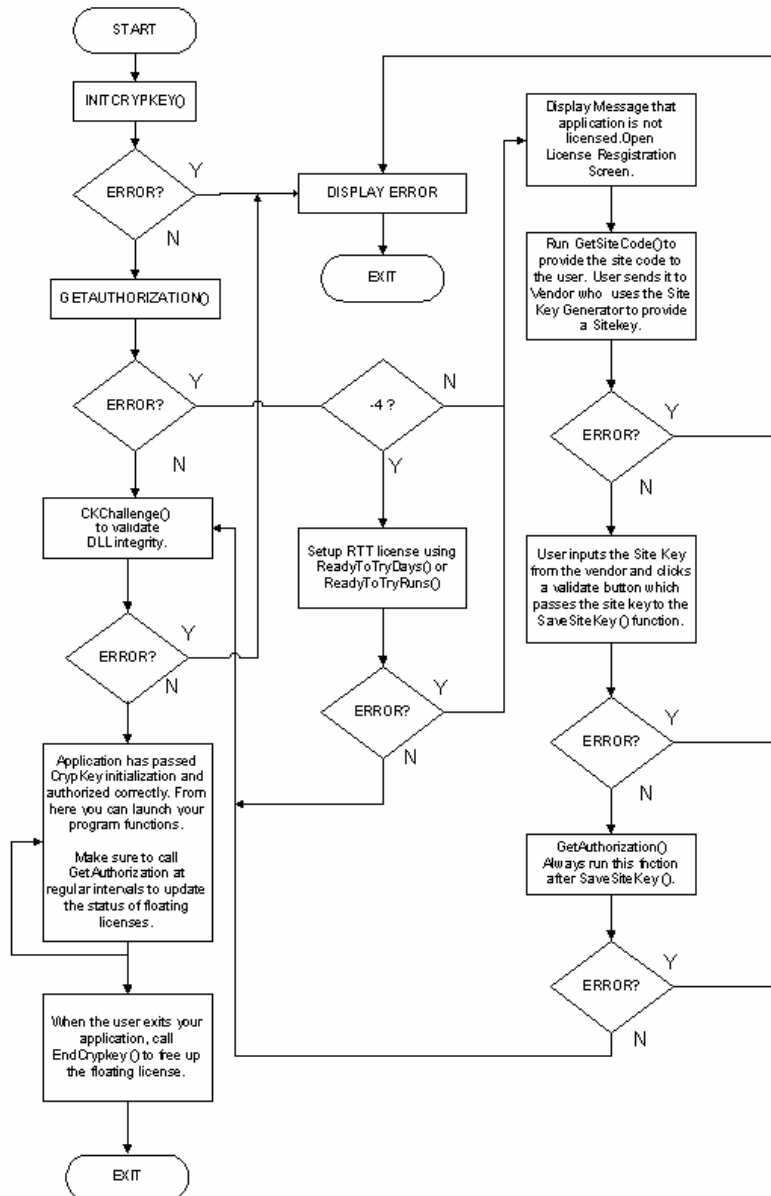 START
INITCRYPKEY()
ERROR?
Y
N
DISPLAY ERROR
EXIT
GETAUTHORIZATION()
ERROR?
Y
N
-4 ?
N
Y
CKChallenge()
to validate
DLL integrity.
ERROR?
Y
N
Setup RTT license using
ReadyToTryDays() or
ReadyToTryRuns()
ERROR?
Y
N
Application has passed
CrypKey initialization and
authorized correctly. From
here you can launch your
program functions.
Make sure to call
GetAuthorization at
regular intervals to update
the status of floating
licenses.
When the user exits your
application, call
EndCrypkey() to free up
the floating license.
EXIT
Display Message that
application is not
licensed.Open
License Resgistration
Screen.
Run GetSiteCode() to
provide the site code to
the user. User sends it to
Vendor who uses the Site
Key Generator to provide
a Sitekey.
ERROR?
Y
N
User inputs the Site Key
from the vendor and clicks
a validate button which
passes the site key to the
SaveSiteKey() function.
ERROR?
Y
N
GetAuthorization()
Always run this fnction
after SaveSiteKey().
ERROR?
Y
N